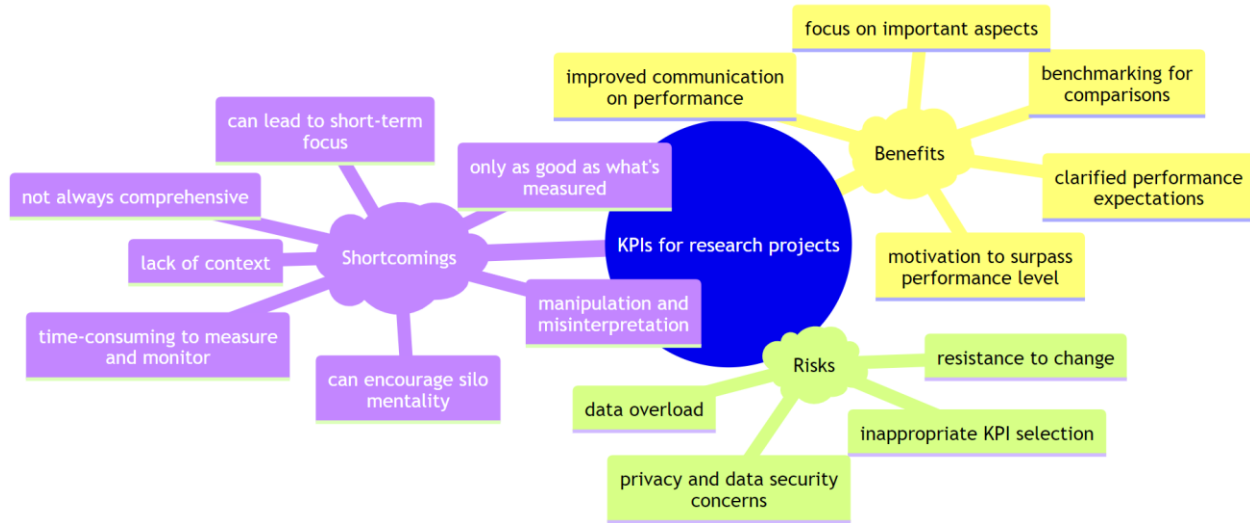 focus on important aspects
improved communication
on performance
benchmarking for
comparisons
Benefits
clarified performance
expectations
motivation to surpass
performance level
can lead to short-term
focus
only as good as what's
measured
not always comprehensive
lack of context
Shortcomings
time-consuming to measure
and monitor
can encourage silo
mentality
manipulation and
misinterpretation
KPIs for research projects
Risks
resistance to change
data overload
inappropriate KPI selection
privacy and data security
concerns